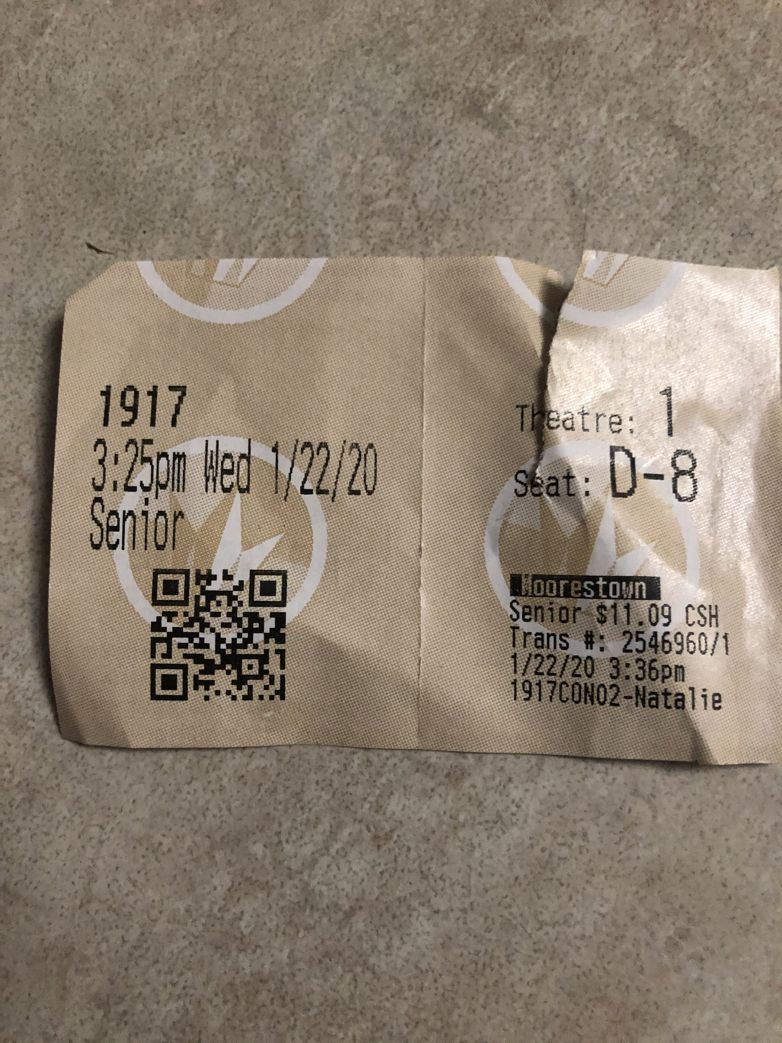 1917
3:25pm Wed 1/22/20
Senior
Theatre: 1
Seat: D-8
Moorestown
Senior $11.09 CSH
Trans #: 2546960/1
1/22/20 3:36pm
1917CON02-Natalie